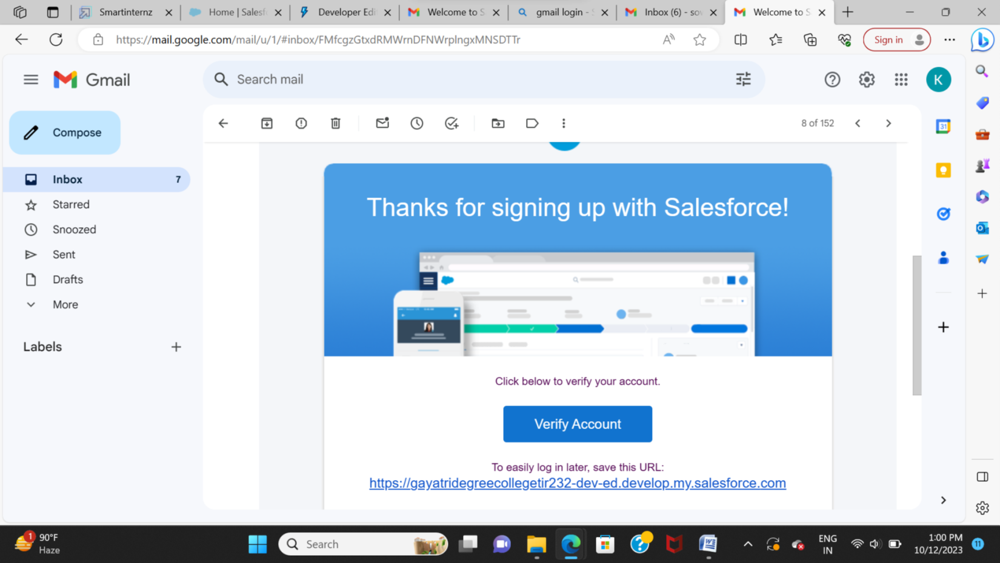 Smartinternz
Home | Salesf
Developer Edi
Welcome to S
gmail login - S
Inbox (6) - sow
Welcome to S
https://mail.google.com/mail/u/1/#inbox/FMfcgzGtxdRMWrnDFNWrplngxMNSDTTr
Sign in
Gmail
Search mail
K
Compose
8 of 152
31
Inbox 7
Starred
Snoozed
Sent
Drafts
More
Labels
Thanks for signing up with Salesforce!
Click below to verify your account.
Verify Account
To easily log in later, save this URL:
https://gayatridegreecollegetir232-dev-ed.develop.my.salesforce.com
1
90°F
Haze
Search
ENG
IN
1:00 PM
10/12/2023
11